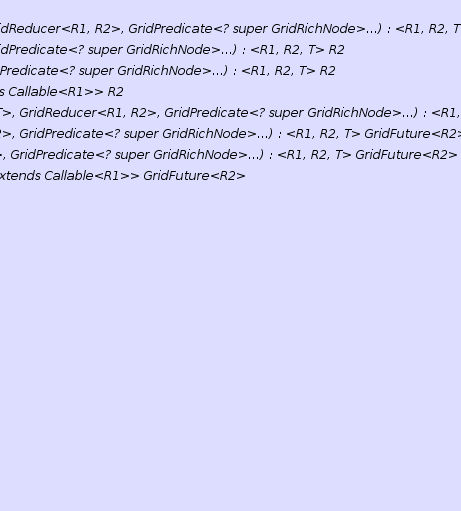 dReducer<R1, R2>, GridPredicate<? super GridRichNode>...) : <R1, R2, T
dPredicate<? super GridRichNode>...) : <R1, R2, T> R2
Predicate<? super GridRichNode>...) : <R1, R2, T> R2
s Callable<R1>> R2
T>, GridReducer<R1, R2>, GridPredicate<? super GridRichNode>...) : <R1,
2>, GridPredicate<? super GridRichNode>...) : <R1, R2, T> GridFuture<R2>
>, GridPredicate<? super GridRichNode>...) : <R1, R2, T> GridFuture<R2>
xtends Callable<R1>> GridFuture<R2>